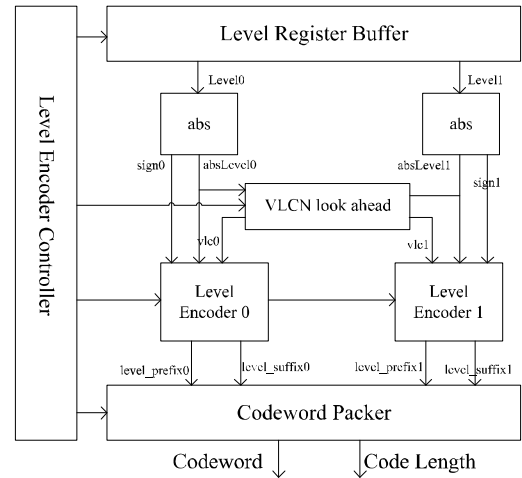 Level Encoder Controller
Level Register Buffer
Level0
Level1
abs
abs
sign0
absLevel0
absLevel1
sign1
VLCN look ahead
vlc0
vlc1
Level
Encoder 0
Level
Encoder 1
level_prefix0
level_suffix0
level_prefix1
level_suffix1
Codeword Packer
Codeword
Code Length